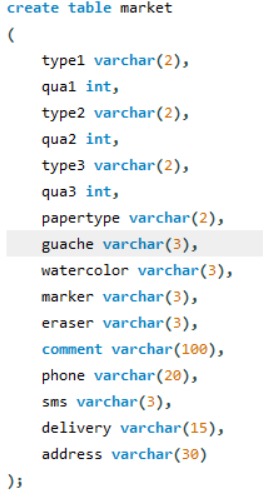 create table market
(
type1 varchar(2),
qua1 int,
type2 varchar(2),
qua2 int,
type3 varchar(2),
qua3 int,
papertype varchar(2),
guache varchar(3),
watercolor varchar(3),
marker varchar(3),
eraser varchar(3),
comment varchar(100),
phone varchar(20),
sms varchar(3),
delivery varchar(15),
address varchar(30)
);